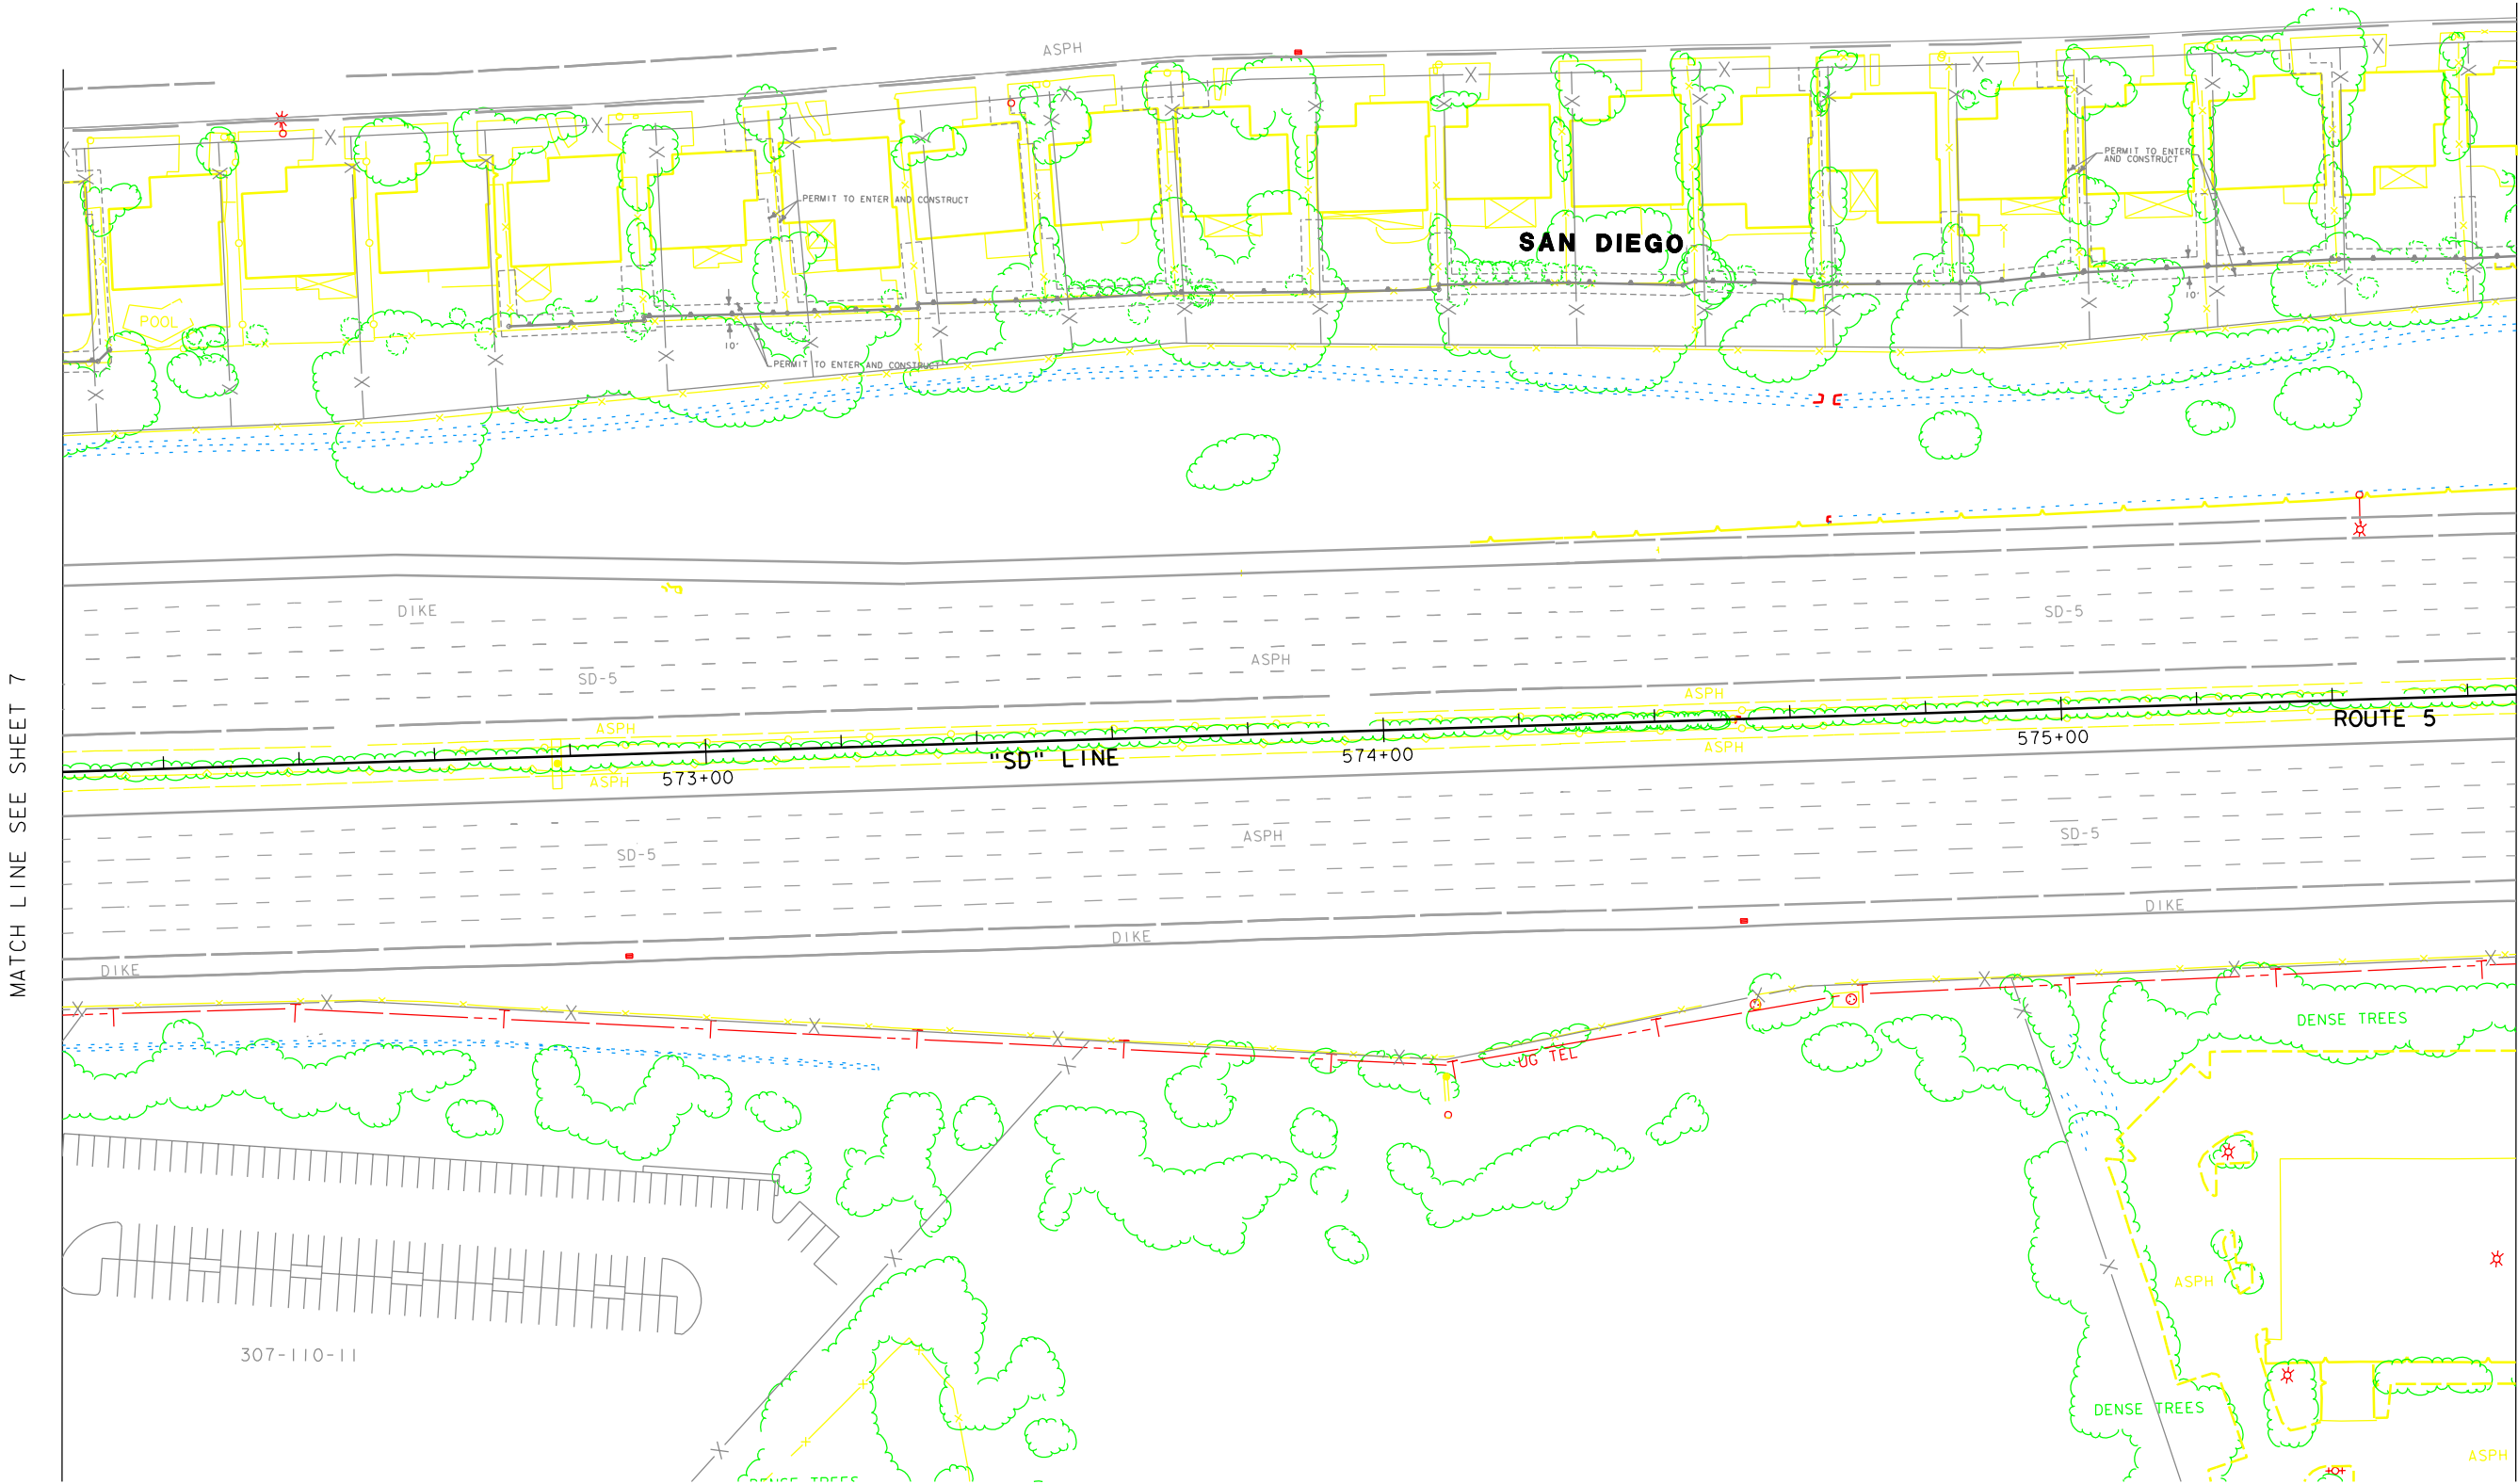 ASPH
PERMIT TO ENTER
AND CONSTRUCT
PERMIT TO ENTER AND CONSTRUCT
SAN DIEGO
10'
POOL
10'
PERMIT TO ENTER AND CONSTRUCT
DIKE
SD-5
ASPH
SD-5
ASPH
ROUTE 5
ASPH
575+00
ASPH
574+00
"SD" LINE
573+00
ASPH
MATCH LINE SEE SHEET 7
SD-5
ASPH
SD-5
DIKE
DIKE
DIKE
DENSE TREES
UG TEL
ASPH
307-110-11
DENSE TREES
ASPH
DENSE TREES